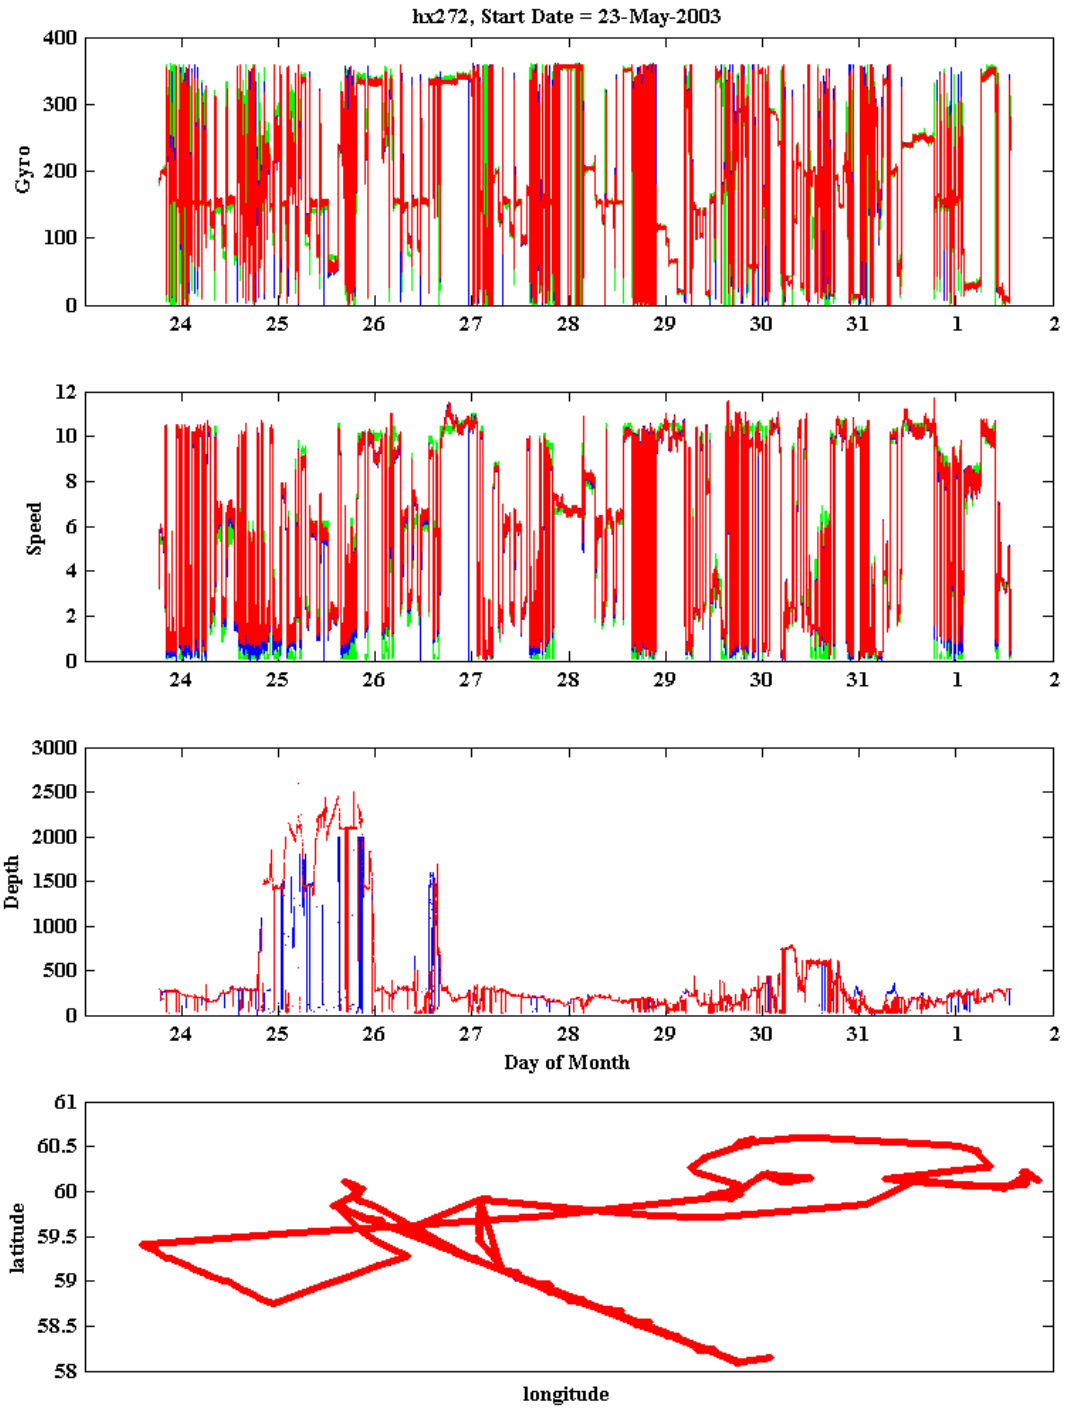 hx272, Start Date = 23-May-2003
400
300
200
100
0
Gyro
24 25 26 27 28 29 30 31 1 2
12
10
8
6
4
2
0
Speed
24 25 26 27 28 29 30 31 1 2
3000
2500
2000
1500
1000
500
0
Depth
24 25 26 27 28 29 30 31 1 2
Day of Month
61
60.5
60
59.5
59
58.5
58
latitude
longitude